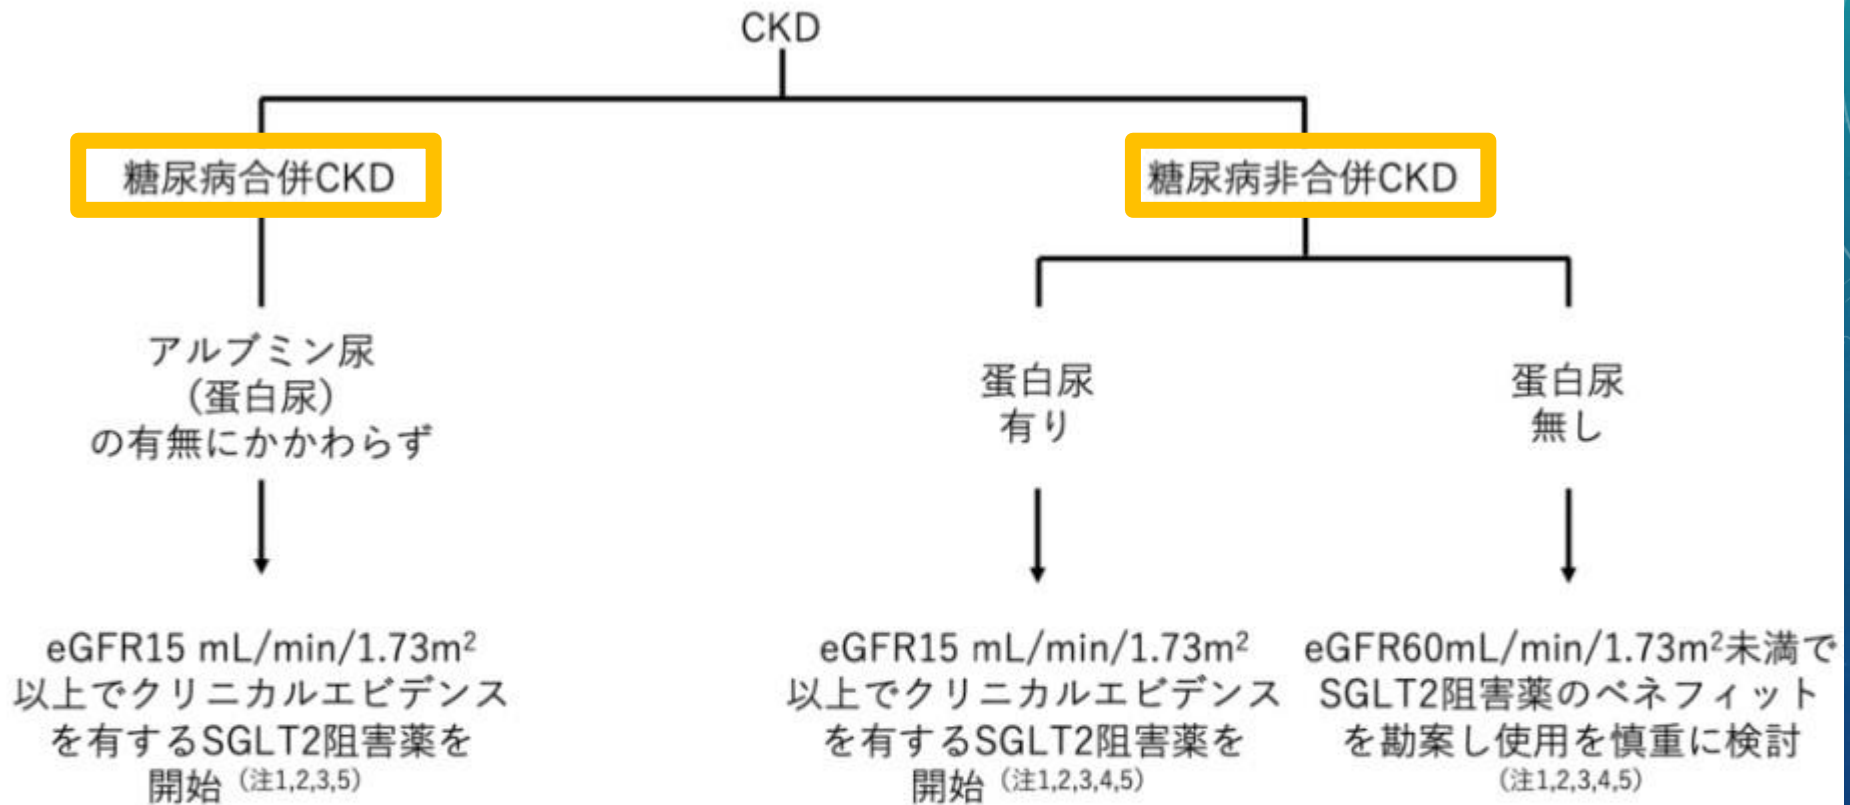 CKD
糖尿病合併CKD
糖尿病非合併CKD
アルブミン尿
(蛋白尿)
の有無にかかわらず
蛋白尿
有り
蛋白尿
無し
eGFR15 mL/min/1.73m²
以上でクリニカルエビデンス
を有するSGLT2阻害薬を
開始 (注1,2,3,5)
eGFR15 mL/min/1.73m²
以上でクリニカルエビデンス
を有するSGLT2阻害薬を
開始 (注1,2,3,4,5)
eGFR60mL/min/1.73m²未満で
SGLT2阻害薬のベネフィット
を勘案し使用を慎重に検討
(注1,2,3,4,5)